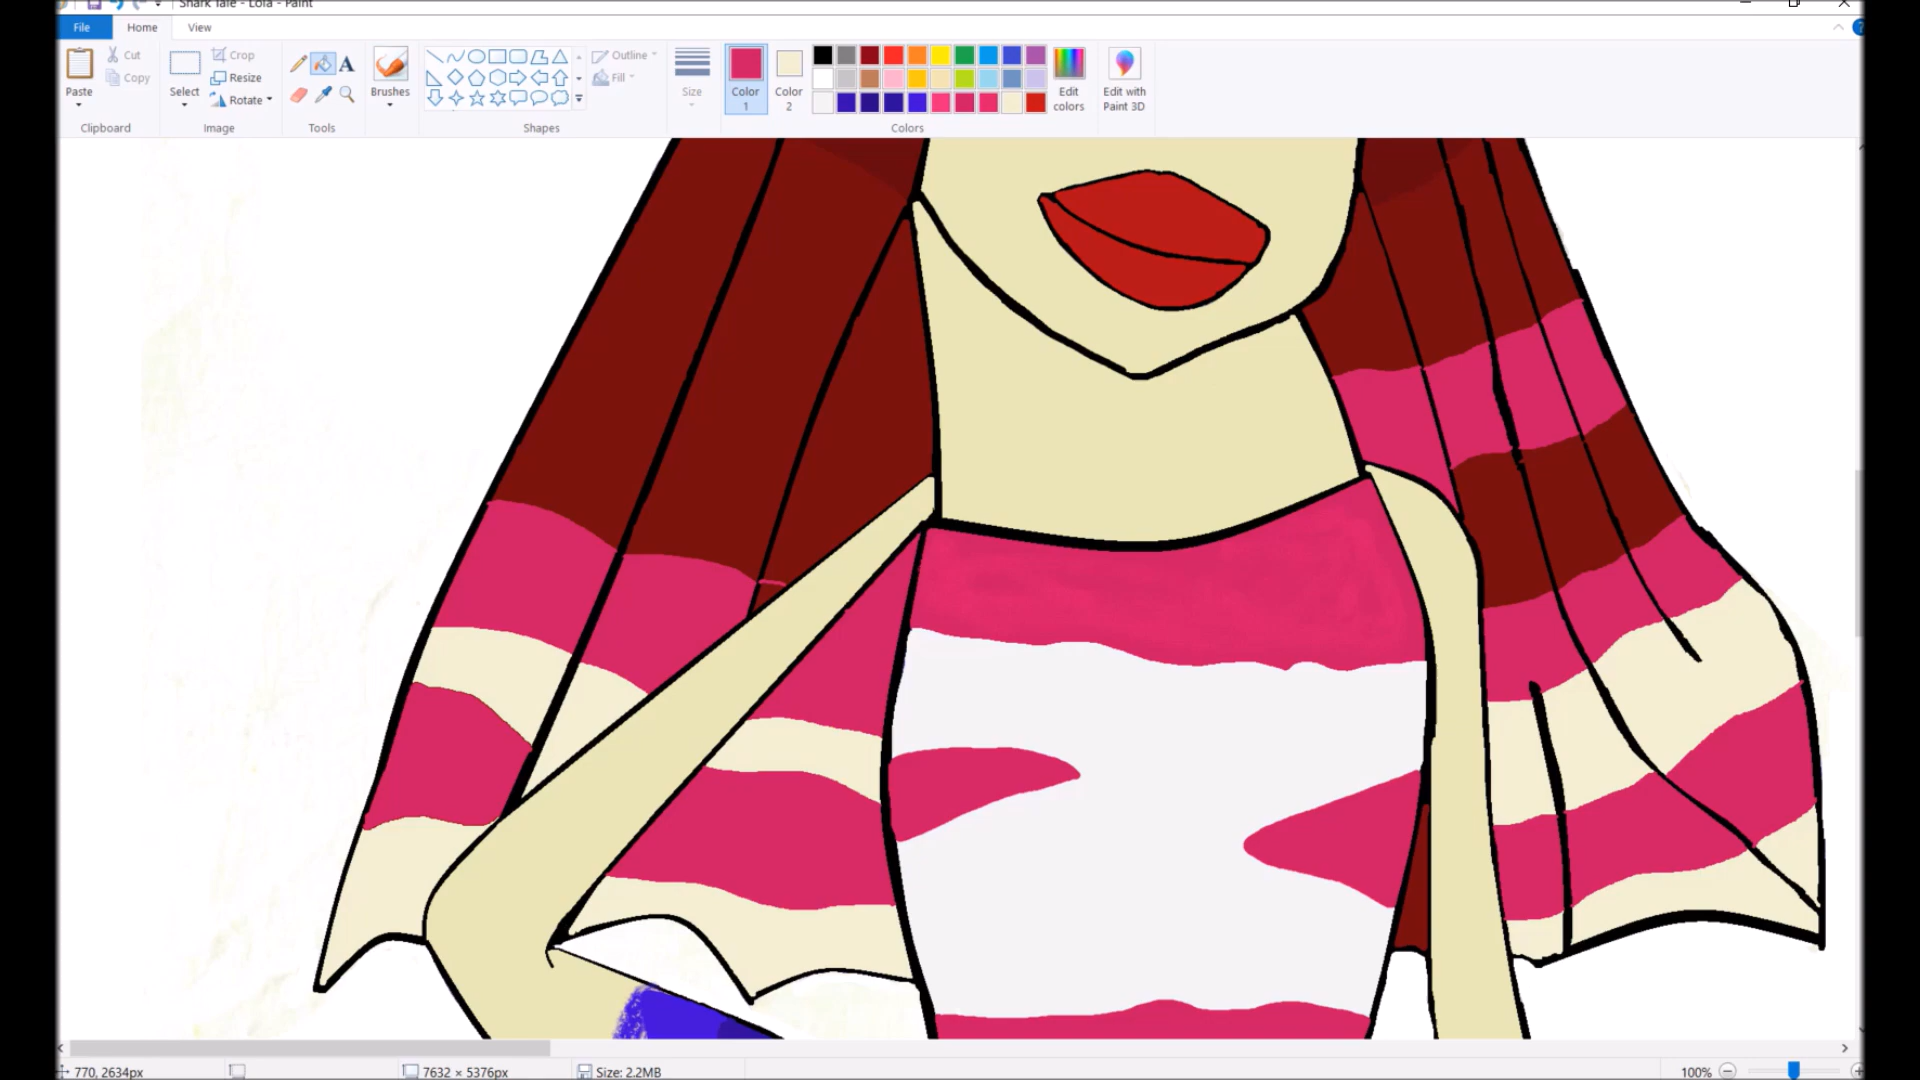 Shark Tale - Lola - Paint
File Home View
Paste
Cut
Copy
Clipboard
Select
Crop
Resize
Rotate
Image
A
Tools
Brushes
Outline
Fill
Shapes
Size
Color 1
Color 2
Edit colors
Colors
Edit with Paint 3D
770, 2634px
7632 × 5376px
Size: 2.2MB
100%